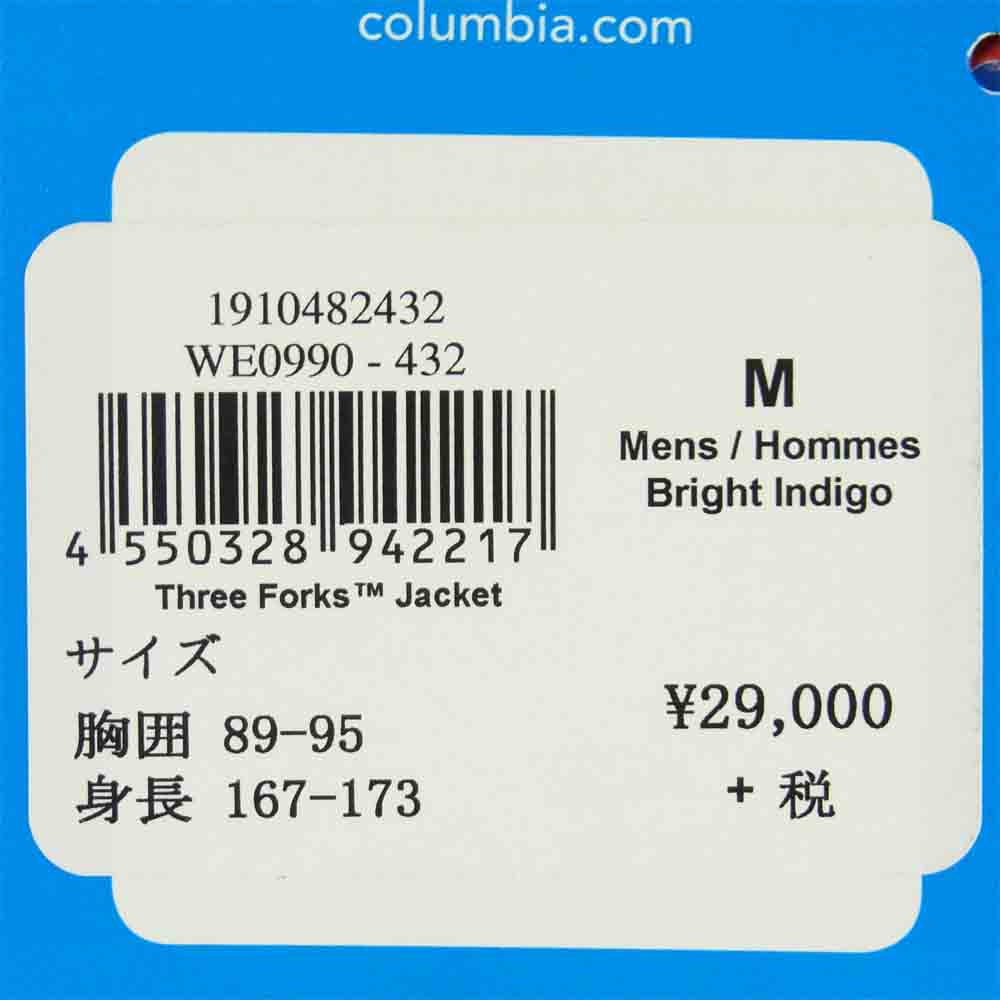 columbia.com
1910482432
WE0990 - 432
4 550328 942217
Three Forks™ Jacket
M
Mens / Hommes
Bright Indigo
サイズ
胸囲 89-95
身長 167-173
¥29,000
+ 税